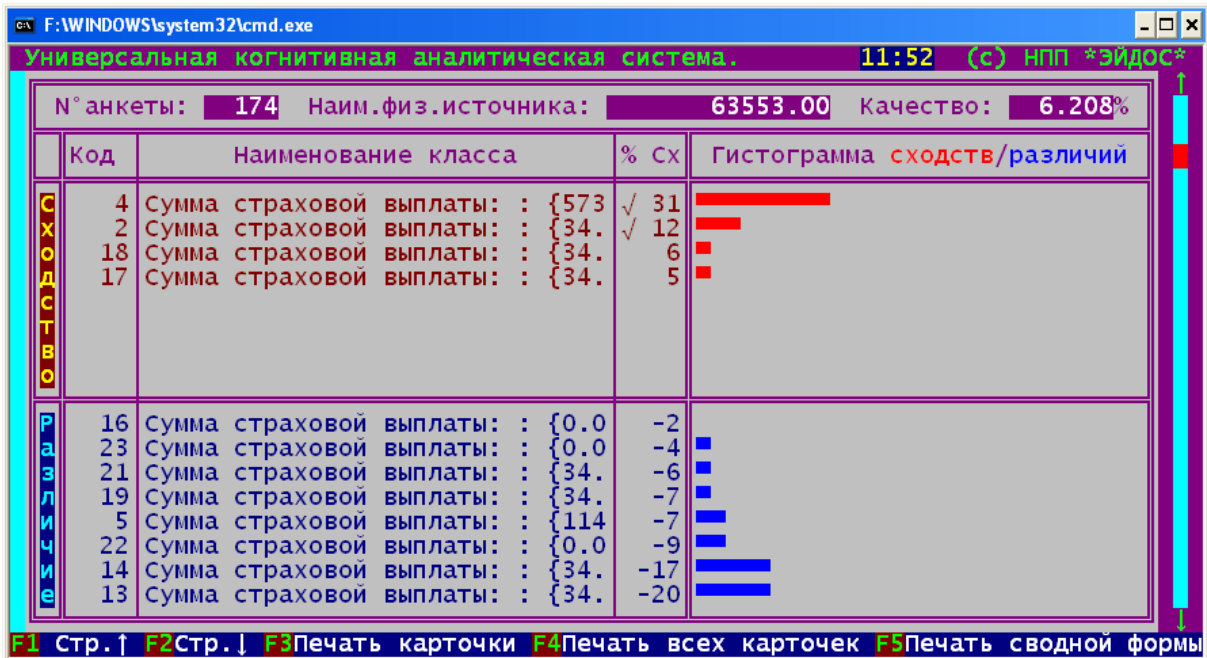 F:\WINDOWS\system32\cmd.exe
Универсальная когнитивная аналитическая система. 11:52 (c) НПП *ЭЙДОС*
N°анкеты: 174 Наим.физ.источника: 63553.00 Качество: 6.208%
Код Наименование класса % Сх Гистограмма сходств/различий
Сходство
4 Сумма страховой выплаты: : {573 √ 31
2 Сумма страховой выплаты: : {34. √ 12
18 Сумма страховой выплаты: : {34. 6
17 Сумма страховой выплаты: : {34. 5
Различие
16 Сумма страховой выплаты: : {0.0 -2
23 Сумма страховой выплаты: : {0.0 -4
21 Сумма страховой выплаты: : {34. -6
19 Сумма страховой выплаты: : {34. -7
5 Сумма страховой выплаты: : {114 -7
22 Сумма страховой выплаты: : {0.0 -9
14 Сумма страховой выплаты: : {34. -17
13 Сумма страховой выплаты: : {34. -20
F1 Стр.↑ F2Стр.↓ F3Печать карточки F4Печать всех карточек F5Печать сводной формы